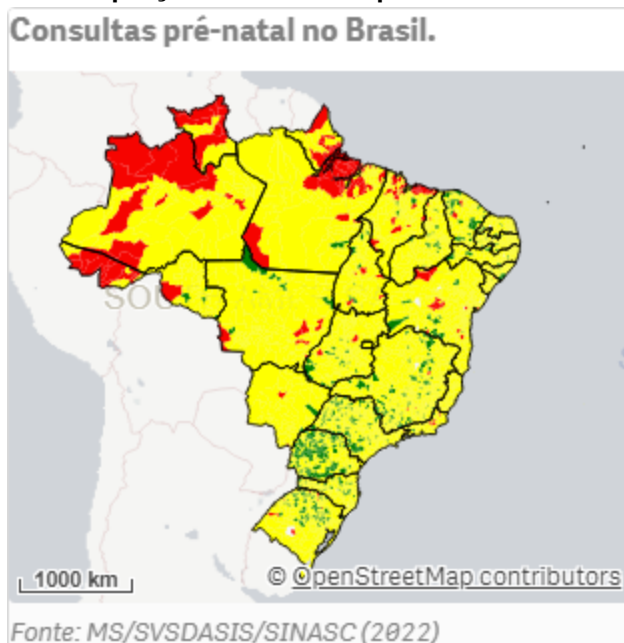 Consultas pré-natal no Brasil.
1000 km
© OpenStreetMap contributors
Fonte: MS/SVSDASIS/SINASC (2022)